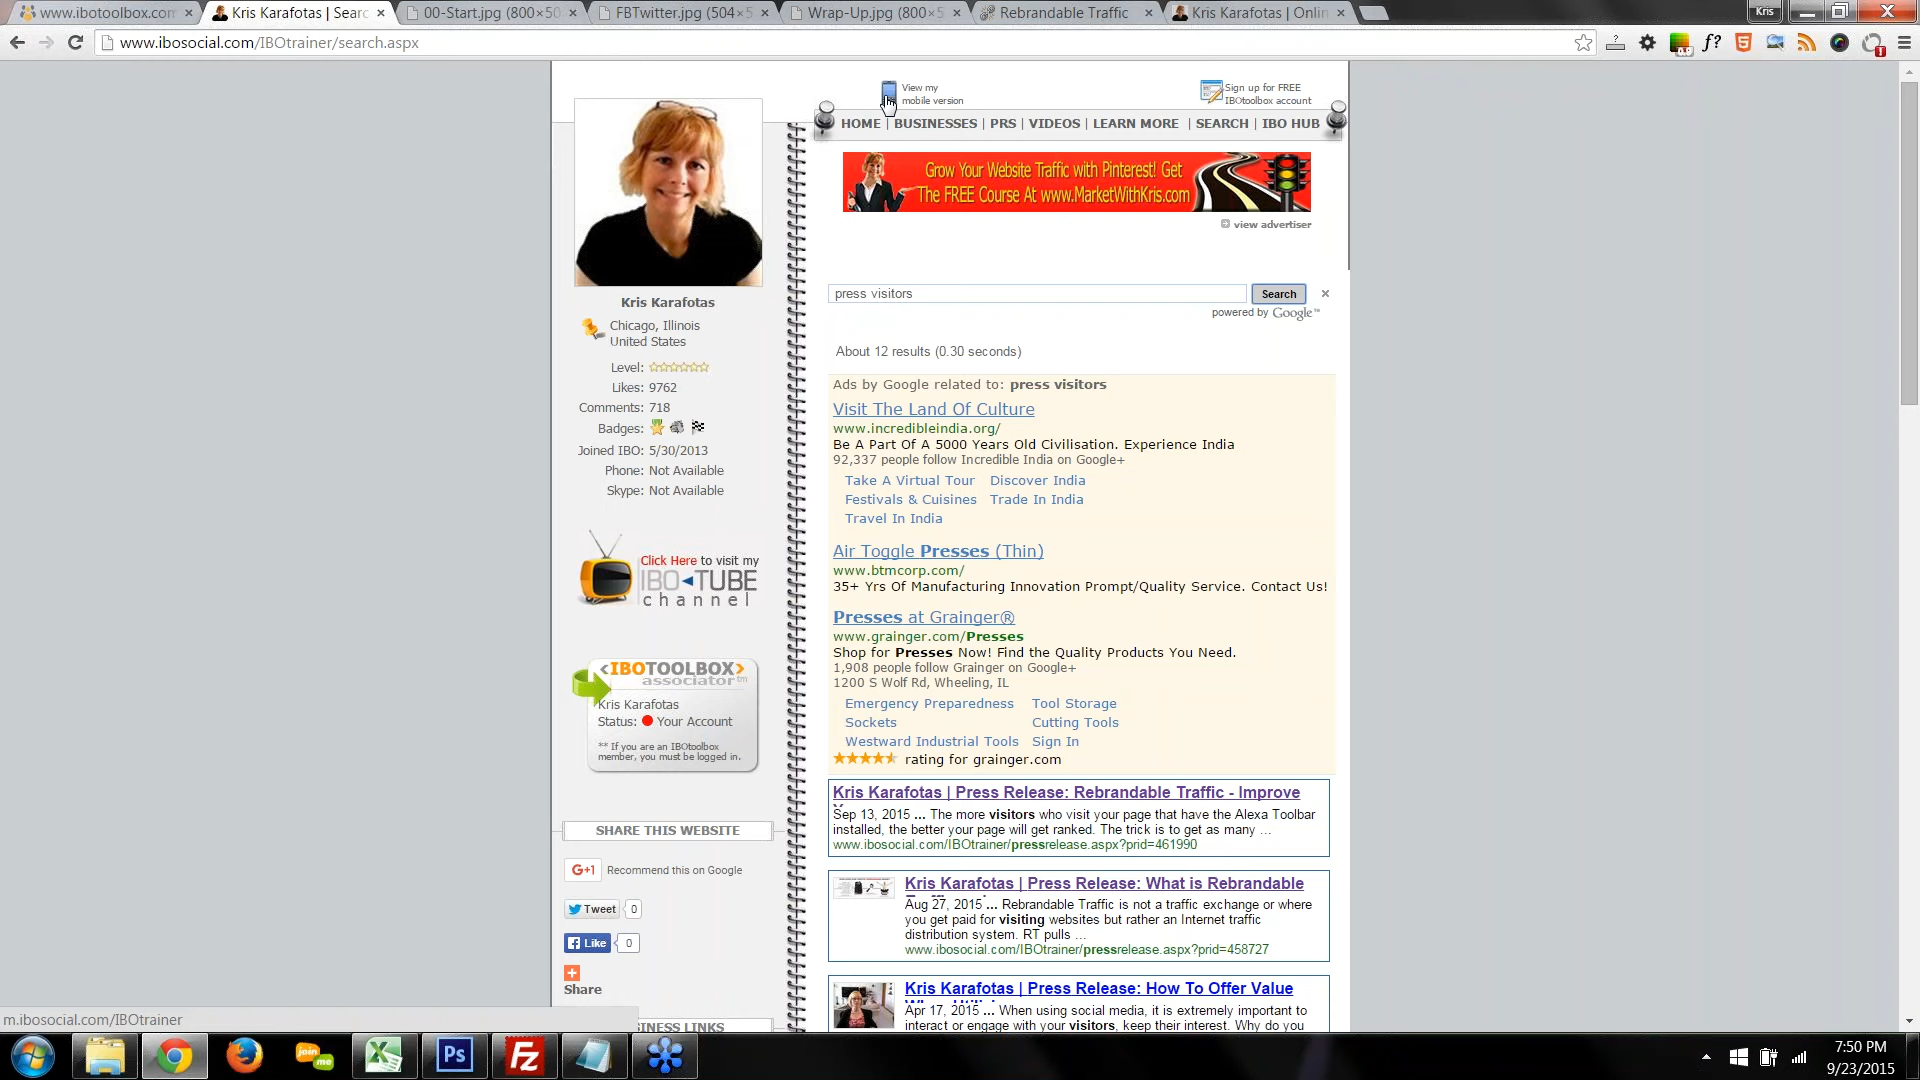 www.ibotoolbox.com/
Kris Karafotas | Searc
00-Start.jpg (800×50
FBTwitter.jpg (504×5
Wrap-Up.jpg (800×5
Rebrandable Traffic
Kris Karafotas | Onlin
Kris
www.ibosocial.com/IBOtrainer/search.aspx
View my
mobile version
Sign up for FREE
IBOtoolbox account
HOME | BUSINESSES | PRS | VIDEOS | LEARN MORE | SEARCH | IBO HUB
Grow Your Website Traffic with Pinterest! Get
The FREE Course At www.MarketWithKris.com
view advertiser
Kris Karafotas
Chicago, Illinois
United States
Level:
Likes: 9762
Comments: 718
Badges:
Joined IBO: 5/30/2013
Phone: Not Available
Skype: Not Available
Click Here to visit my
IBO TUBE
channel
<IBOTOOLBOX>
associator tm
Kris Karafotas
Status: Your Account
** If you are an IBOtoolbox
member, you must be logged in.
SHARE THIS WEBSITE
G+1 Recommend this on Google
Tweet 0
Like 0
Share
SINESS LINKS
press visitors
Search
×
powered by Google™
About 12 results (0.30 seconds)
Ads by Google related to: press visitors
Visit The Land Of Culture
www.incredibleindia.org/
Be A Part Of A 5000 Years Old Civilisation. Experience India
92,337 people follow Incredible India on Google+
Take A Virtual Tour Discover India
Festivals & Cuisines Trade In India
Travel In India
Air Toggle Presses (Thin)
www.btmcorp.com/
35+ Yrs Of Manufacturing Innovation Prompt/Quality Service. Contact Us!
Presses at Grainger®
www.grainger.com/Presses
Shop for Presses Now! Find the Quality Products You Need.
1,908 people follow Grainger on Google+
1200 S Wolf Rd, Wheeling, IL
Emergency Preparedness Tool Storage
Sockets Cutting Tools
Westward Industrial Tools Sign In
rating for grainger.com
Kris Karafotas | Press Release: Rebrandable Traffic - Improve
Sep 13, 2015 ... The more visitors who visit your page that have the Alexa Toolbar
installed, the better your page will get ranked. The trick is to get as many ...
www.ibosocial.com/IBOtrainer/pressrelease.aspx?prid=461990
Kris Karafotas | Press Release: What is Rebrandable
Aug 27, 2015 ... Rebrandable Traffic is not a traffic exchange or where
you get paid for visiting websites but rather an Internet traffic
distribution system. RT pulls ...
www.ibosocial.com/IBOtrainer/pressrelease.aspx?prid=458727
Kris Karafotas | Press Release: How To Offer Value
Apr 17, 2015 ... When using social media, it is extremely important to
interact or engage with your visitors, keep their interest. Why do you
m.ibosocial.com/IBOtrainer
join
me
Ps
Fz
7:50 PM
9/23/2015